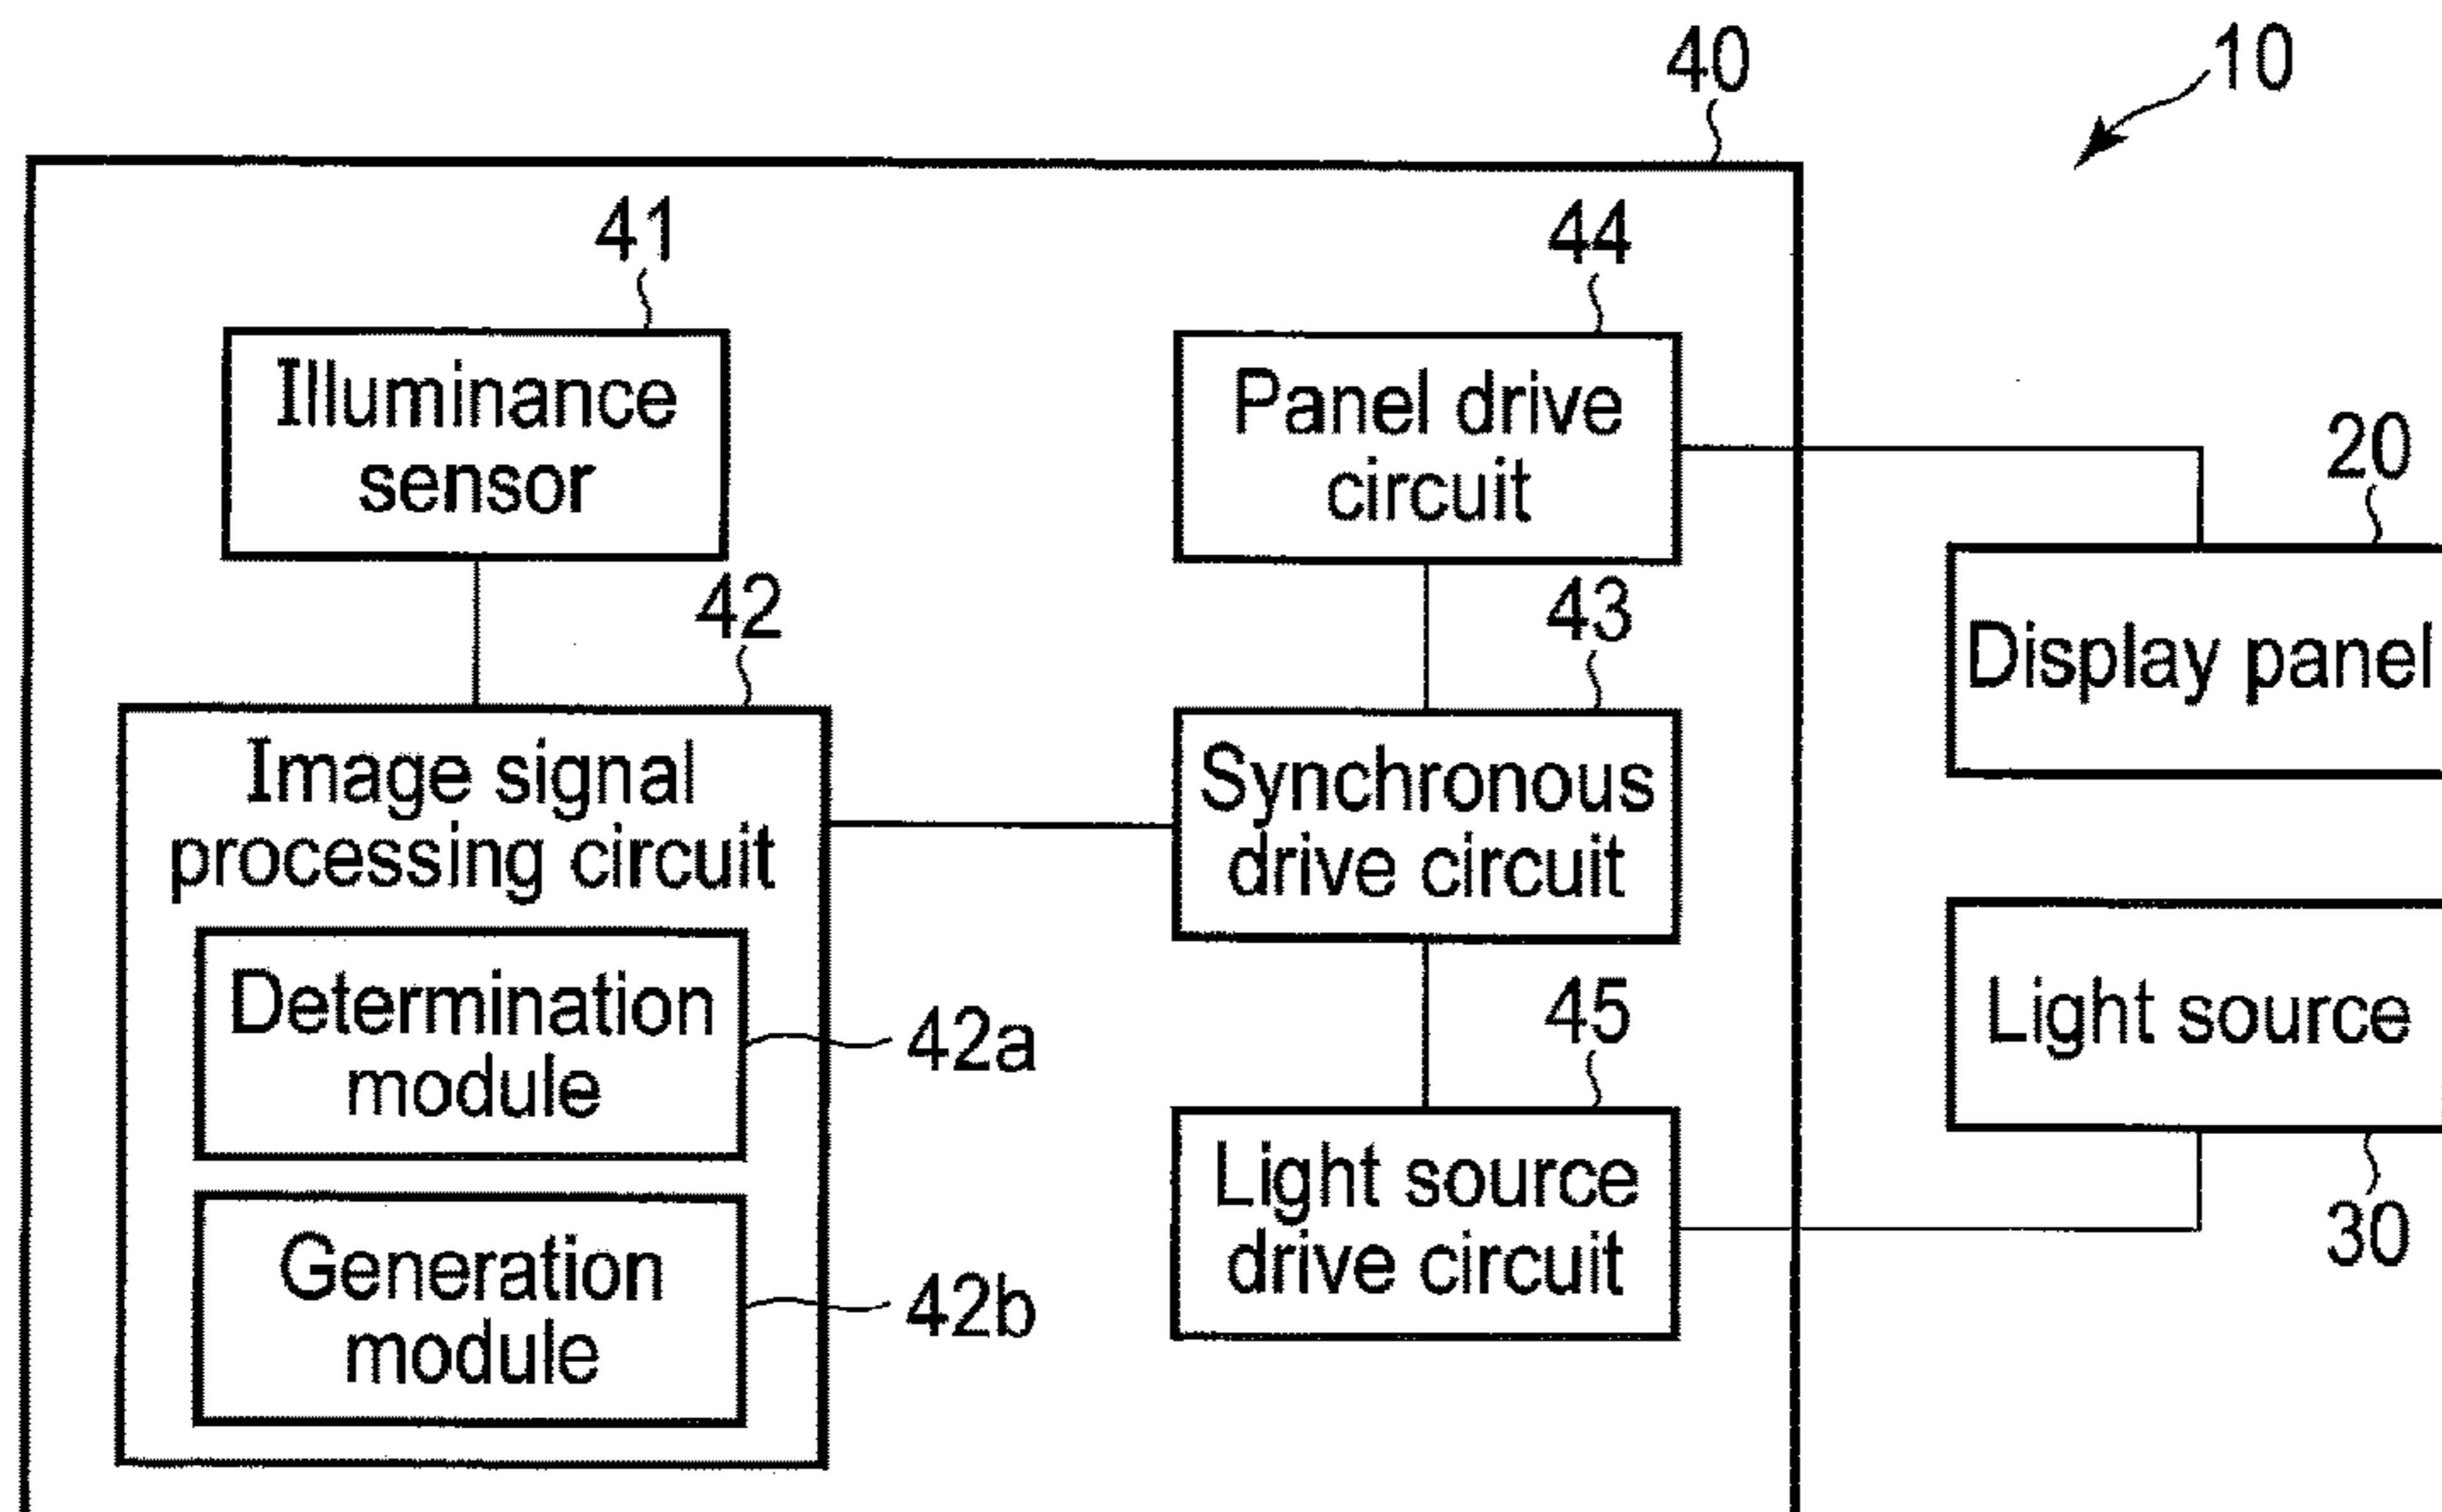 40
10
41
Illuminance
sensor
44
Panel drive
circuit
20
Display panel
42
Image signal
processing circuit
43
Synchronous
drive circuit
Determination
module
42a
Generation
module
42b
45
Light source
drive circuit
Light source
30